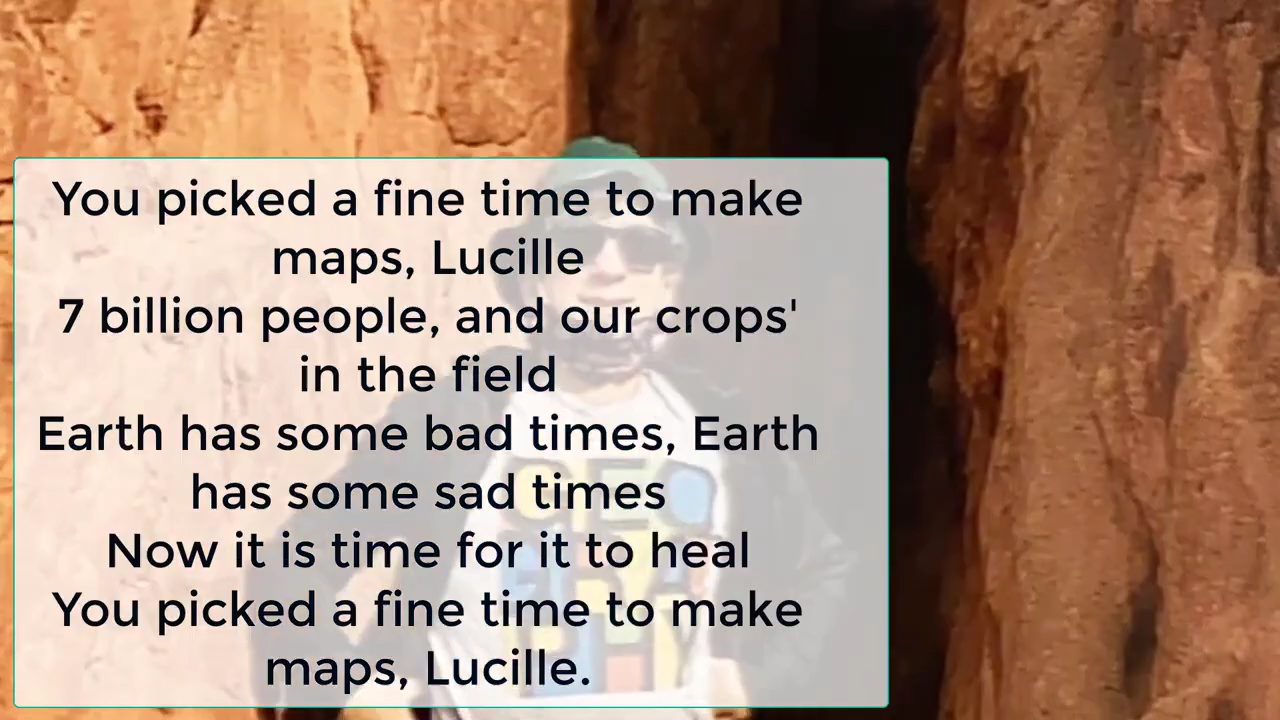 You picked a fine time to make
maps, Lucille
7 billion people, and our crops'
in the field
Earth has some bad times, Earth
has some sad times
Now it is time for it to heal
You picked a fine time to make
maps, Lucille.